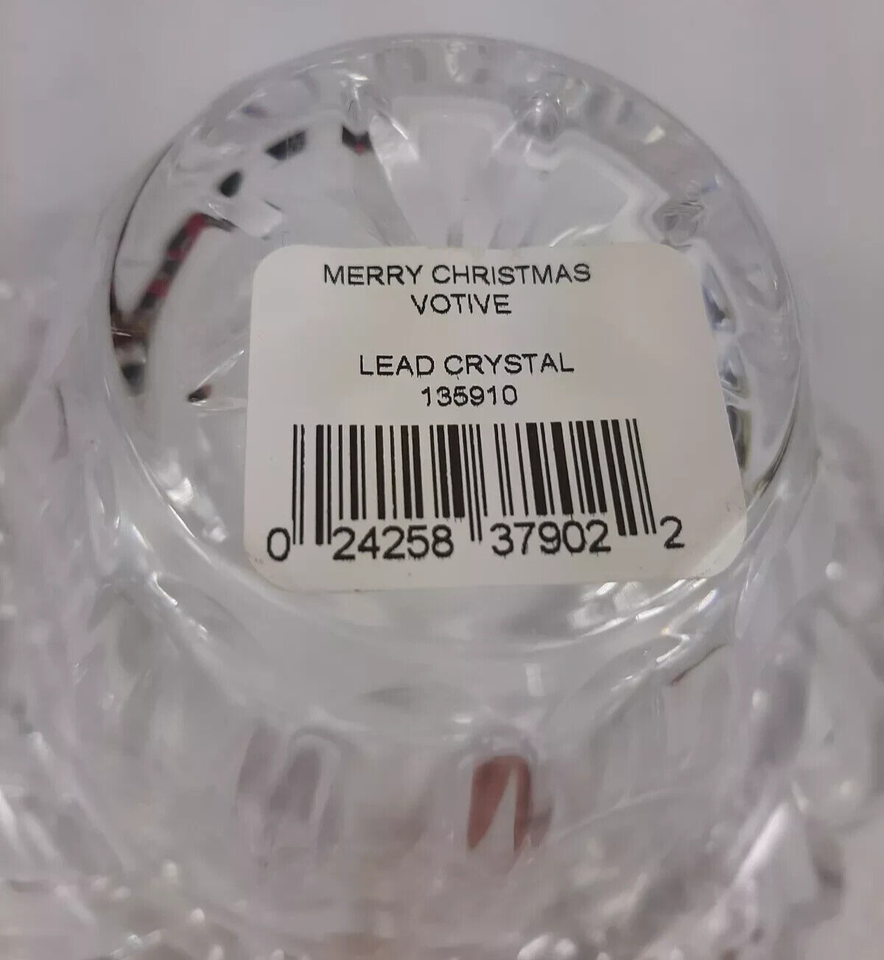 MERRY CHRISTMAS
VOTIVE
LEAD CRYSTAL
135910
0 24258 37902 2